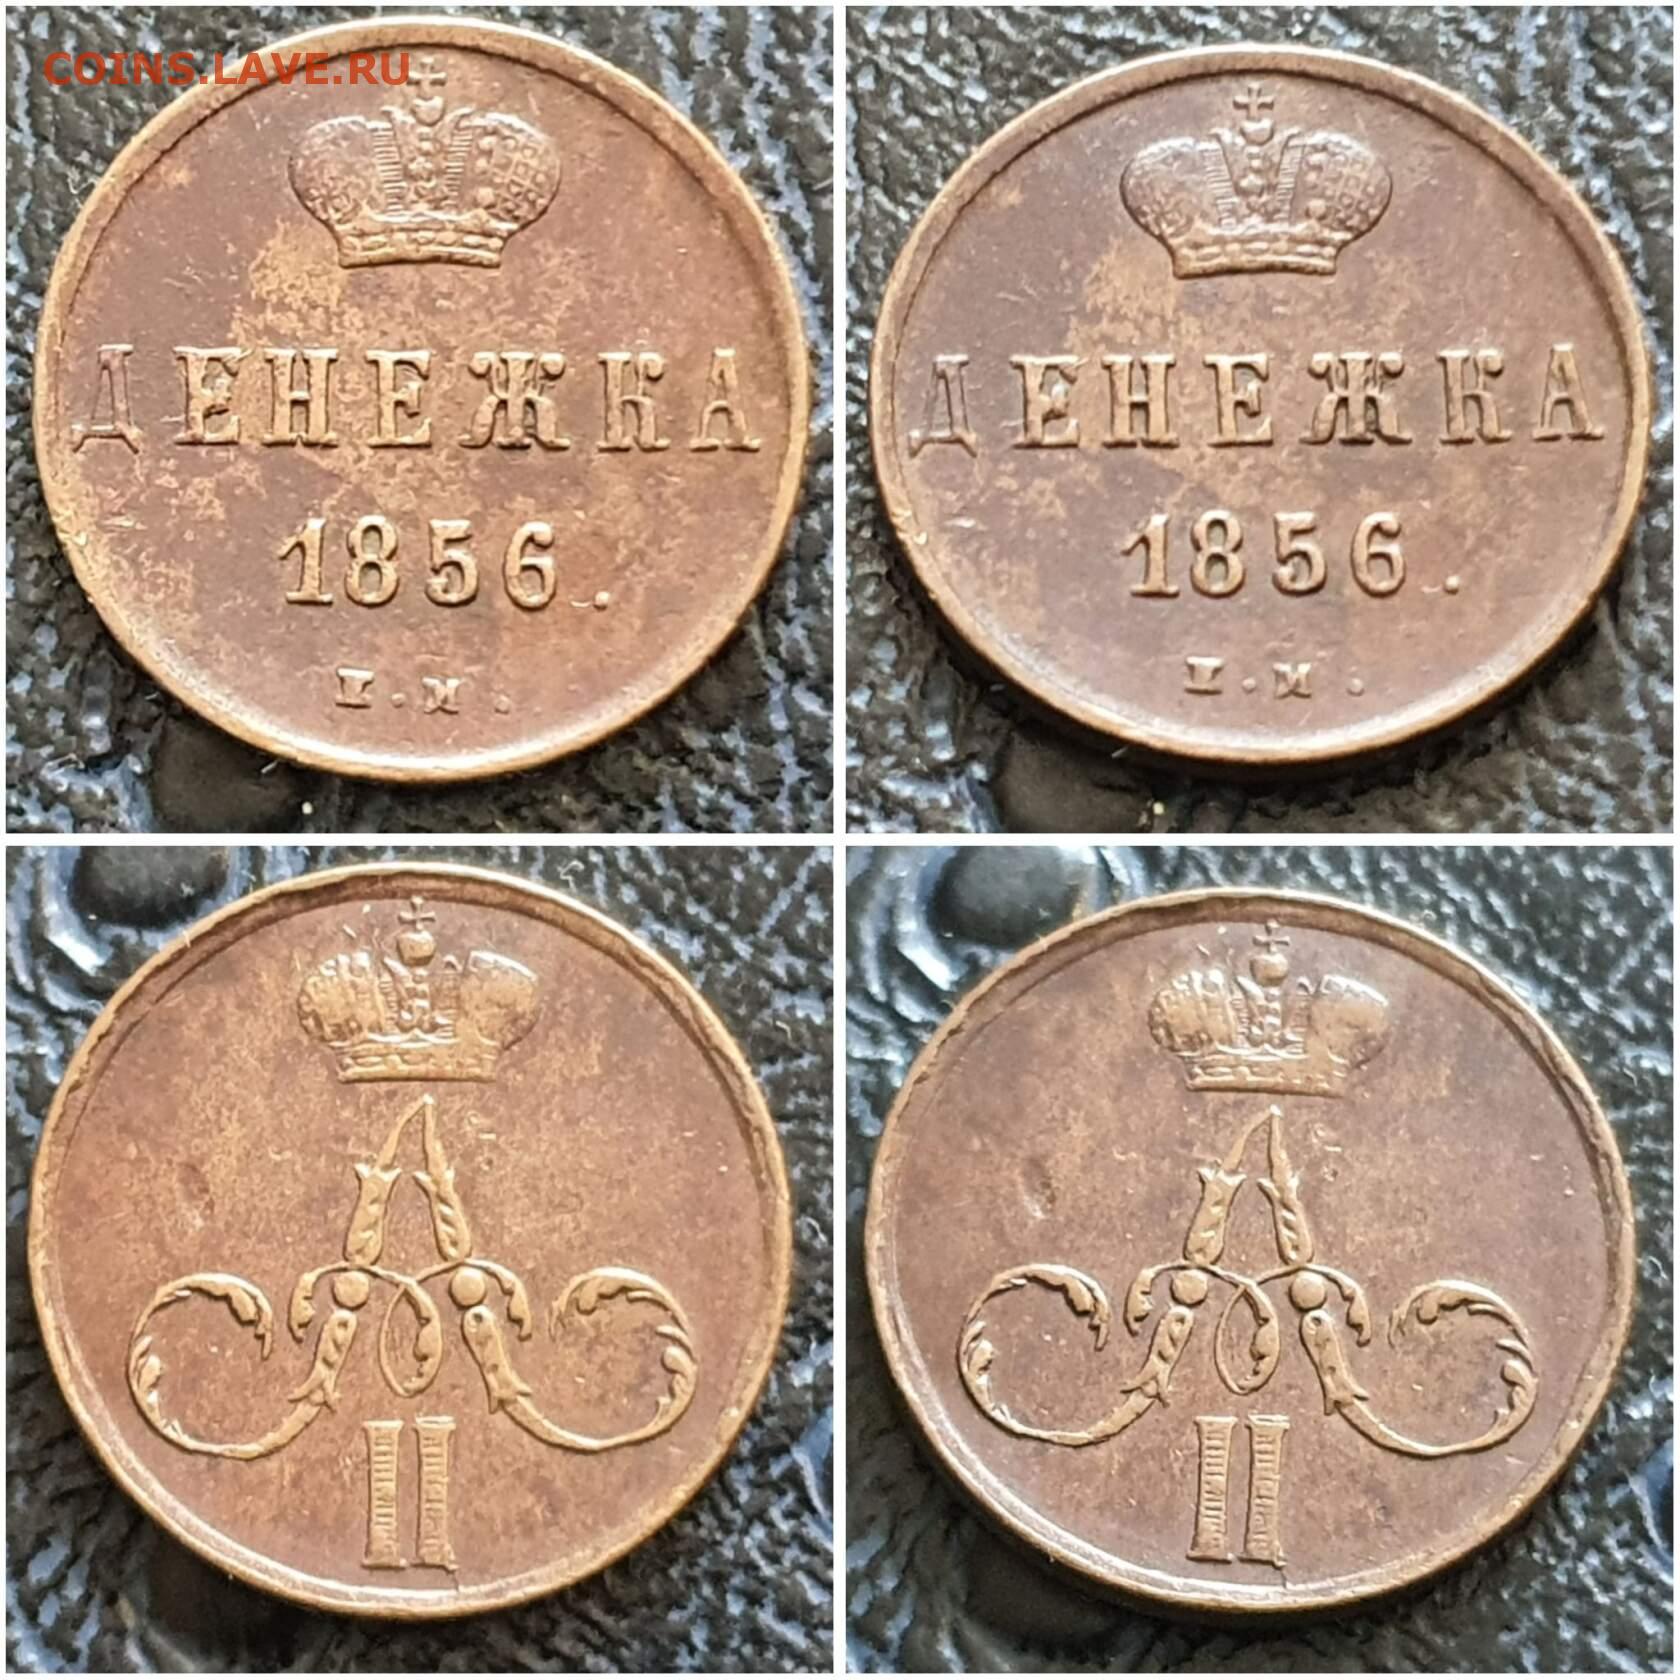 COINS.LAVE.RU
ДЕНЕЖКА
1856.
Е.М.
ДЕНЕЖКА
1856.
Е.М.
А
II
А
II